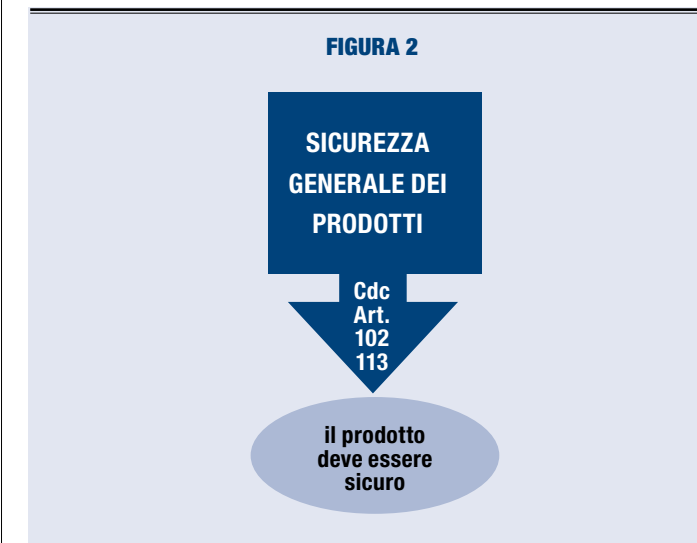 FIGURA 2
SICUREZZA
GENERALE DEI
PRODOTTI
Cdc
Art.
102
113
il prodotto
deve essere
sicuro